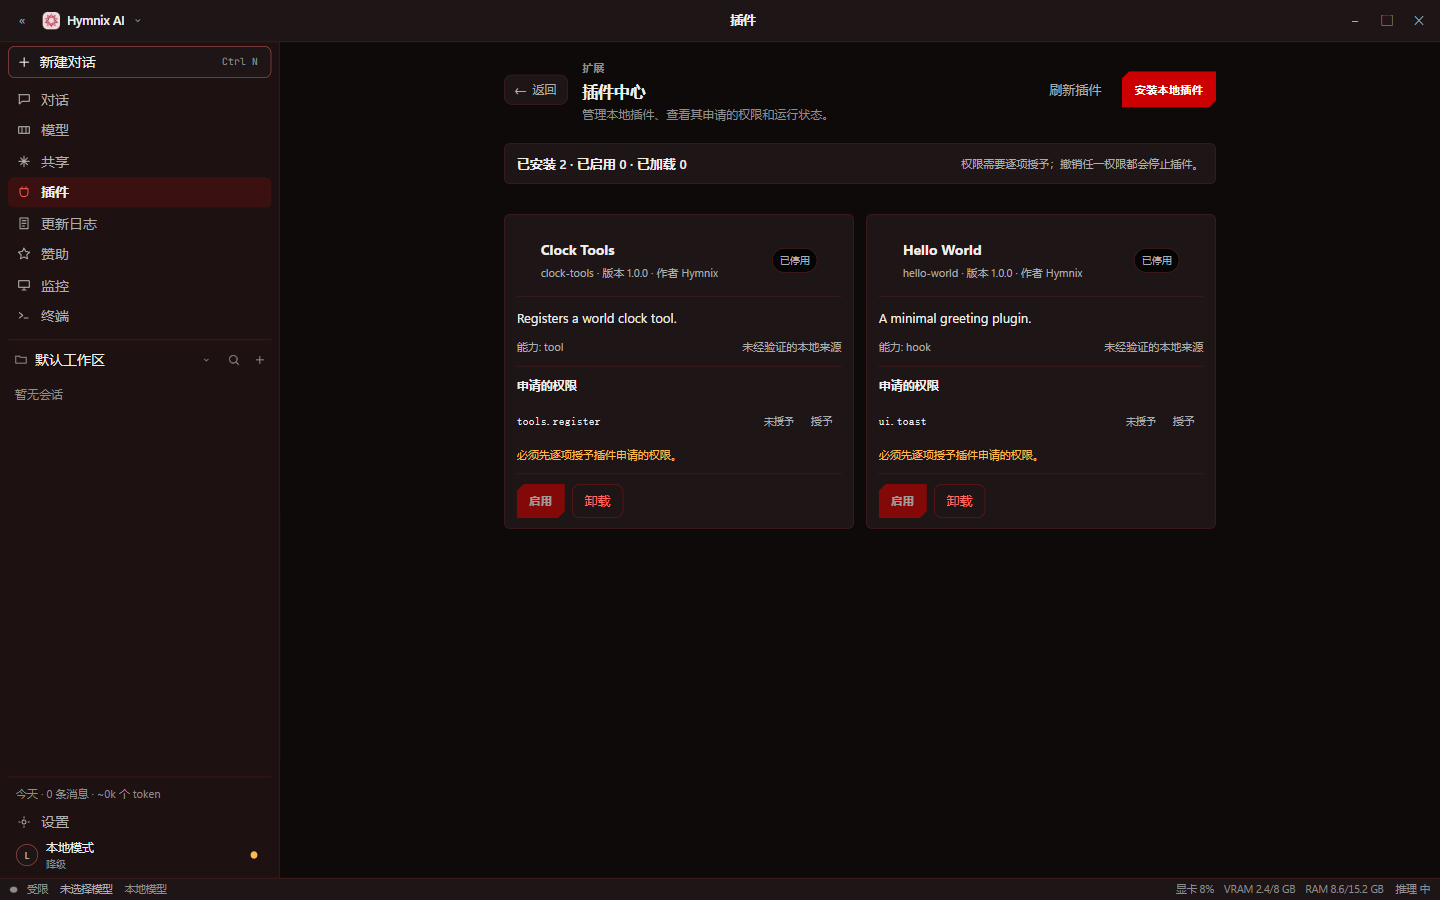 « Hymnix AI
插件
+ 新建对话 Ctrl N
对话
模型
共享
插件
更新日志
赞助
监控
终端
默认工作区
暂无会话
今天 · 0 条消息 · ~0k 个 token
设置
L 本地模式
降级
← 返回
扩展
插件中心
管理本地插件、查看其申请的权限和运行状态。
刷新插件
安装本地插件
已安装 2 · 已启用 0 · 已加载 0
权限需要逐项授予；撤销任一权限都会停止插件。
Clock Tools
clock-tools · 版本 1.0.0 · 作者 Hymnix
已停用
Registers a world clock tool.
能力: tool
未经验证的本地来源
申请的权限
tools.register
未授予
授予
必须先逐项授予插件申请的权限。
启用
卸载
Hello World
hello-world · 版本 1.0.0 · 作者 Hymnix
已停用
A minimal greeting plugin.
能力: hook
未经验证的本地来源
申请的权限
ui.toast
未授予
授予
必须先逐项授予插件申请的权限。
启用
卸载
受限 未选择模型 本地模型
显卡 8% VRAM 2.4/8 GB RAM 8.6/15.2 GB 推理 中